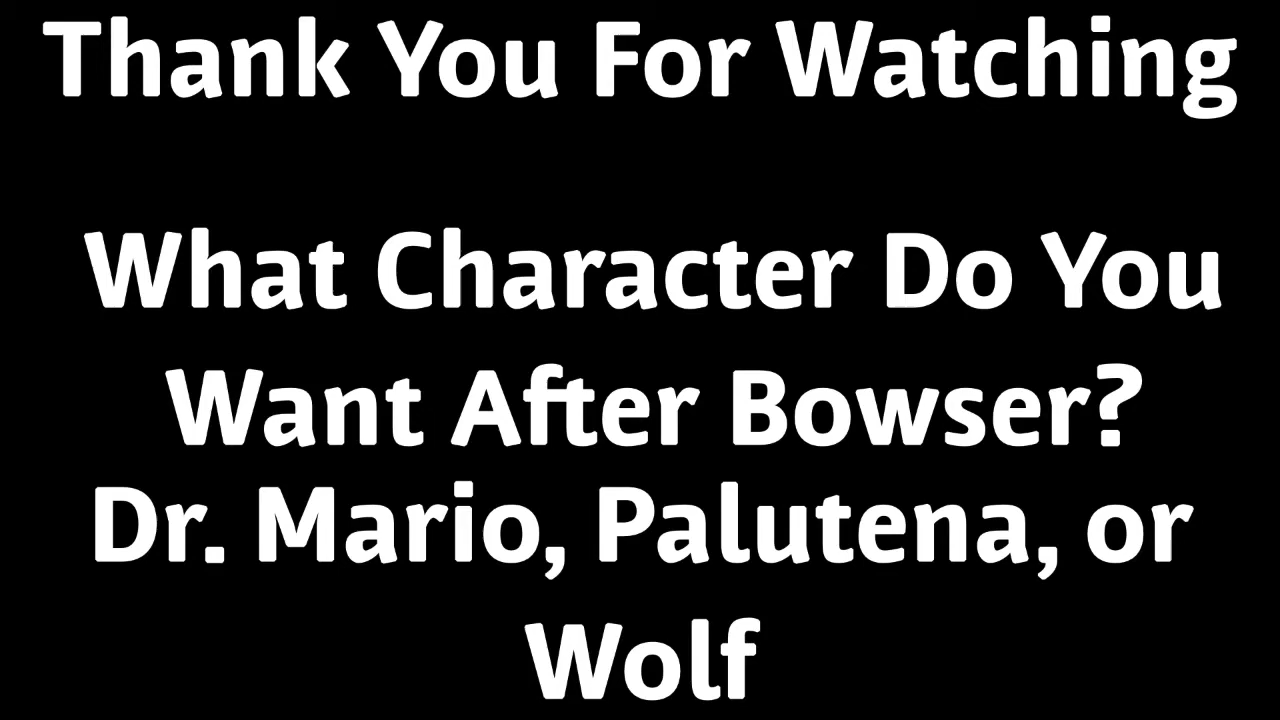 Thank You For Watching
What Character Do You
Want After Bowser?
Dr. Mario, Palutena, or
Wolf